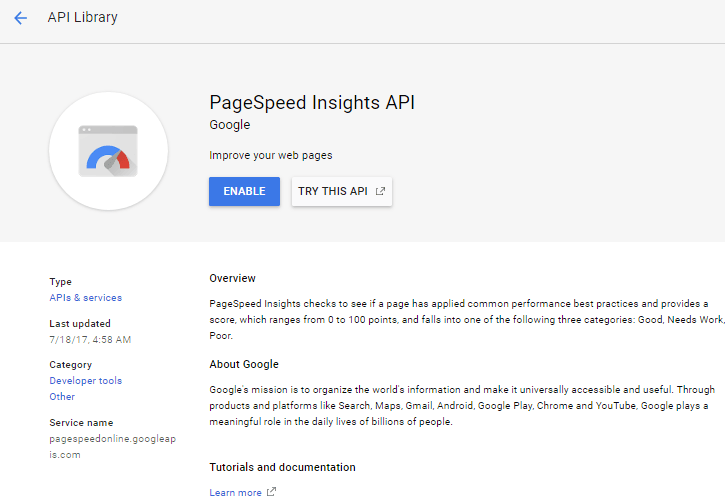 API Library
PageSpeed Insights API
Google
Improve your web pages
ENABLE
TRY THIS API
Type
APIs & services
Last updated
7/18/17, 4:58 AM
Category
Developer tools
Other
Service name
pagespeedonline.googleap
is.com
Overview
PageSpeed Insights checks to see if a page has applied common performance best practices and provides a
score, which ranges from 0 to 100 points, and falls into one of the following three categories: Good, Needs Work,
Poor.
About Google
Google's mission is to organize the world's information and make it universally accessible and useful. Through
products and platforms like Search, Maps, Gmail, Android, Google Play, Chrome and YouTube, Google plays a
meaningful role in the daily lives of billions of people.
Tutorials and documentation
Learn more